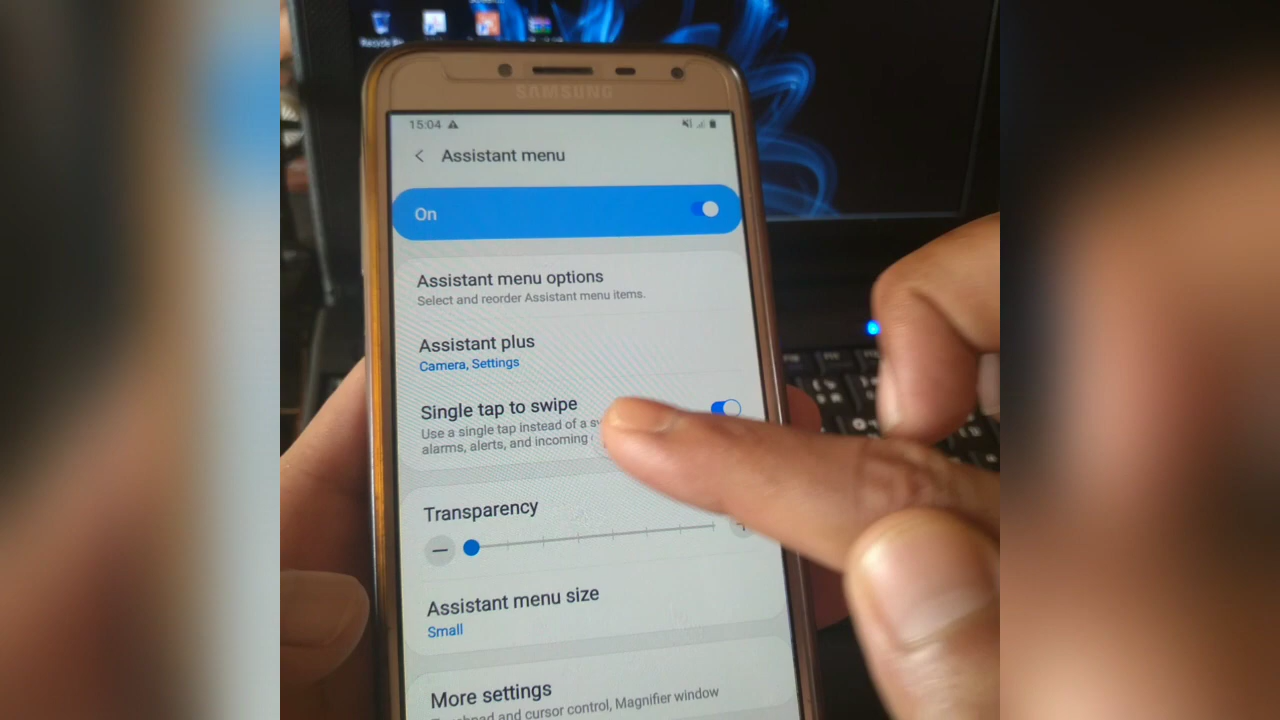 SAMSUNG
15:04
Assistant menu
On
Assistant menu options
Select and reorder Assistant menu items.
Assistant plus
Camera, Settings
Single tap to swipe
Use a single tap instead of a
alarms, alerts, and incoming
Transparency
Assistant menu size
Small
More settings
and cursor control, Magnifier window